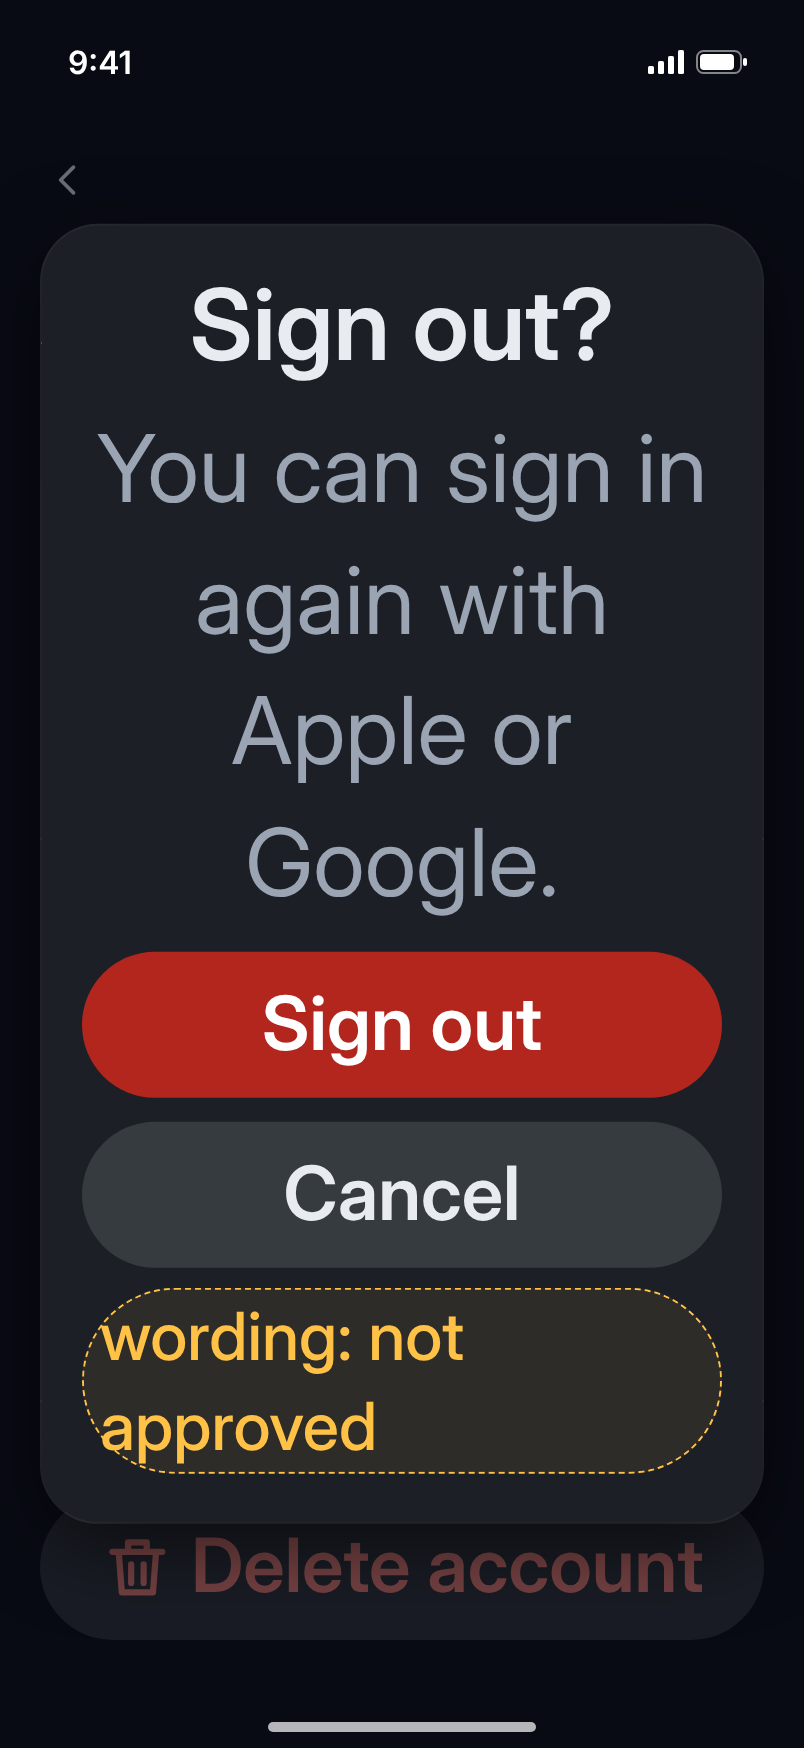 9:41
Sign out?
You can sign in
again with
Apple or
Google.
Sign out
Cancel
wording: not
approved
Delete account